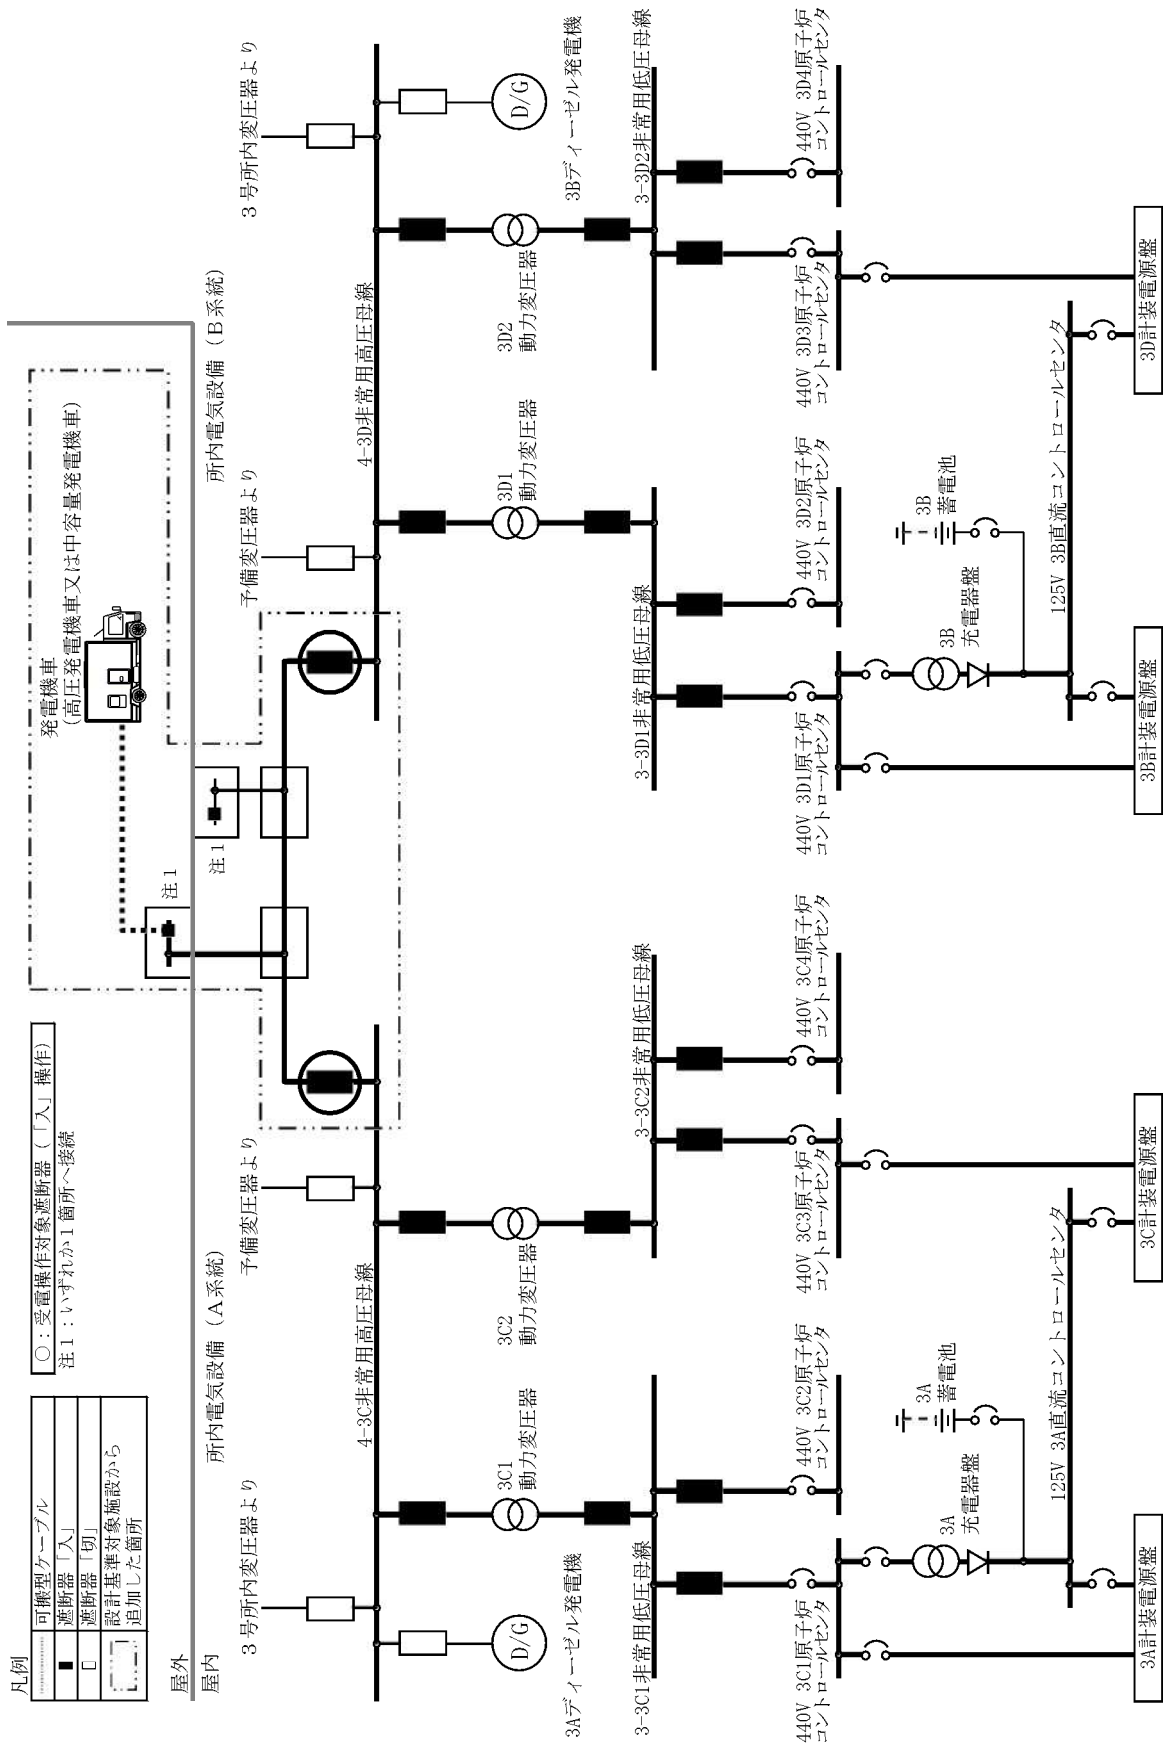 凡例
可搬型ケーブル
遮断器「入」
遮断器「切」
設計基準対象施設から
追加した箇所
○：受電操作対象遮断器（「入」操作）
注１：いずれか１箇所へ接続
屋外
屋内
発電機車
（高圧発電機車又は中容量発電機車）
注１
注１
所内電気設備（Ａ系統）
所内電気設備（Ｂ系統）
３号所内変圧器より
予備変圧器より
予備変圧器より
３号所内変圧器より
4-3C非常用高圧母線
4-3D非常用高圧母線
D/G
3Aディーゼル発電機
3C1
動力変圧器
3C2
動力変圧器
3D1
動力変圧器
3D2
動力変圧器
D/G
3Bディーゼル発電機
3-3C1非常用低圧母線
3-3C2非常用低圧母線
3-3D1非常用低圧母線
3-3D2非常用低圧母線
440V 3C1原子炉
コントロールセンタ
440V 3C2原子炉
コントロールセンタ
440V 3C3原子炉
コントロールセンタ
440V 3C4原子炉
コントロールセンタ
440V 3D1原子炉
コントロールセンタ
440V 3D2原子炉
コントロールセンタ
440V 3D3原子炉
コントロールセンタ
440V 3D4原子炉
コントロールセンタ
3A
充電器盤
3A
蓄電池
3B
充電器盤
3B
蓄電池
125V 3A直流コントロールセンタ
125V 3B直流コントロールセンタ
3A計装電源盤
3C計装電源盤
3B計装電源盤
3D計装電源盤